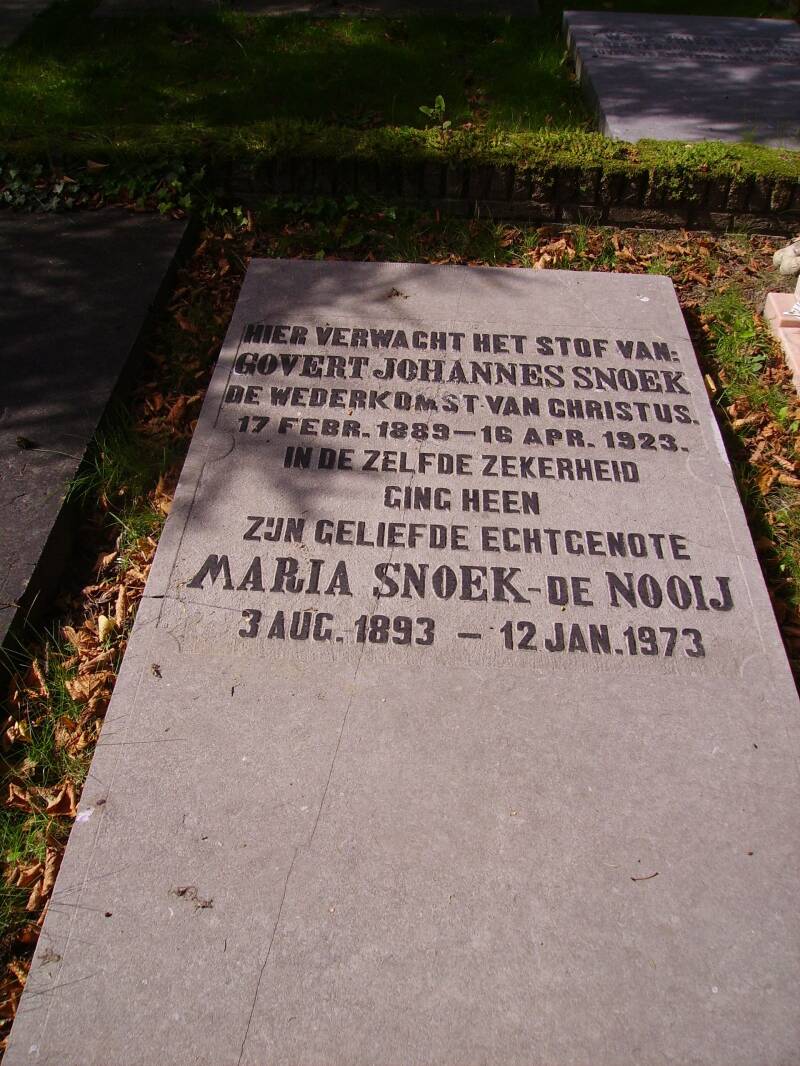 HIER VERWACHT HET STOF VAN:
GOVERT JOHANNES SNOEK
DE WEDERKOMST VAN CHRISTUS.
17 FEBR. 1889 – 16 APR. 1923.
IN DE ZELFDE ZEKERHEID
GING HEEN
ZIJN GELIEFDE ECHTGENOTE
MARIA SNOEK-DE NOOIJ
3 AUG. 1893 – 12 JAN. 1973